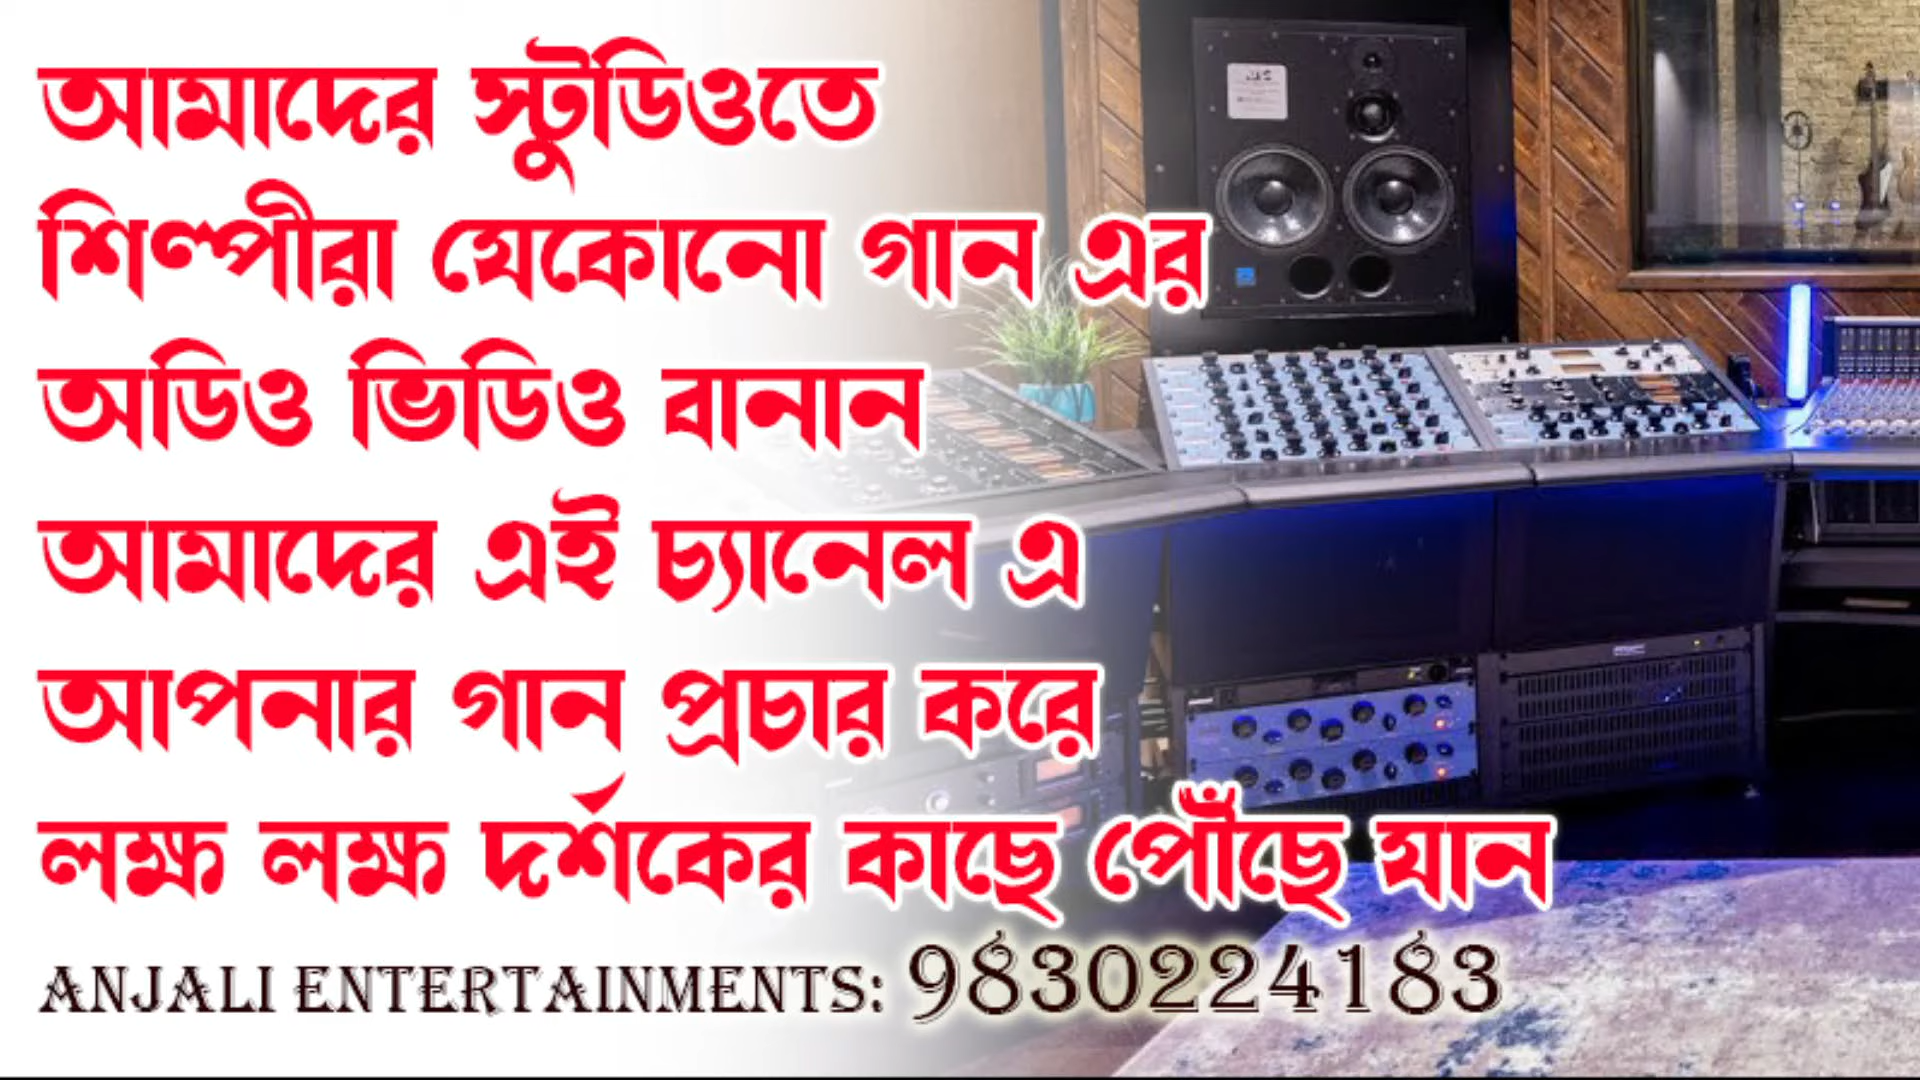 আমাদের স্টুডিওতে
শিল্পীরা যেকোনো গান এর
অডিও ভিডিও বানান
আমাদের এই চ্যানেল এ
আপনার গান প্রচার করে
লক্ষ লক্ষ দর্শকের কাছে পৌঁছে যান
ANJALI ENTERTAINMENTS: 9830224183